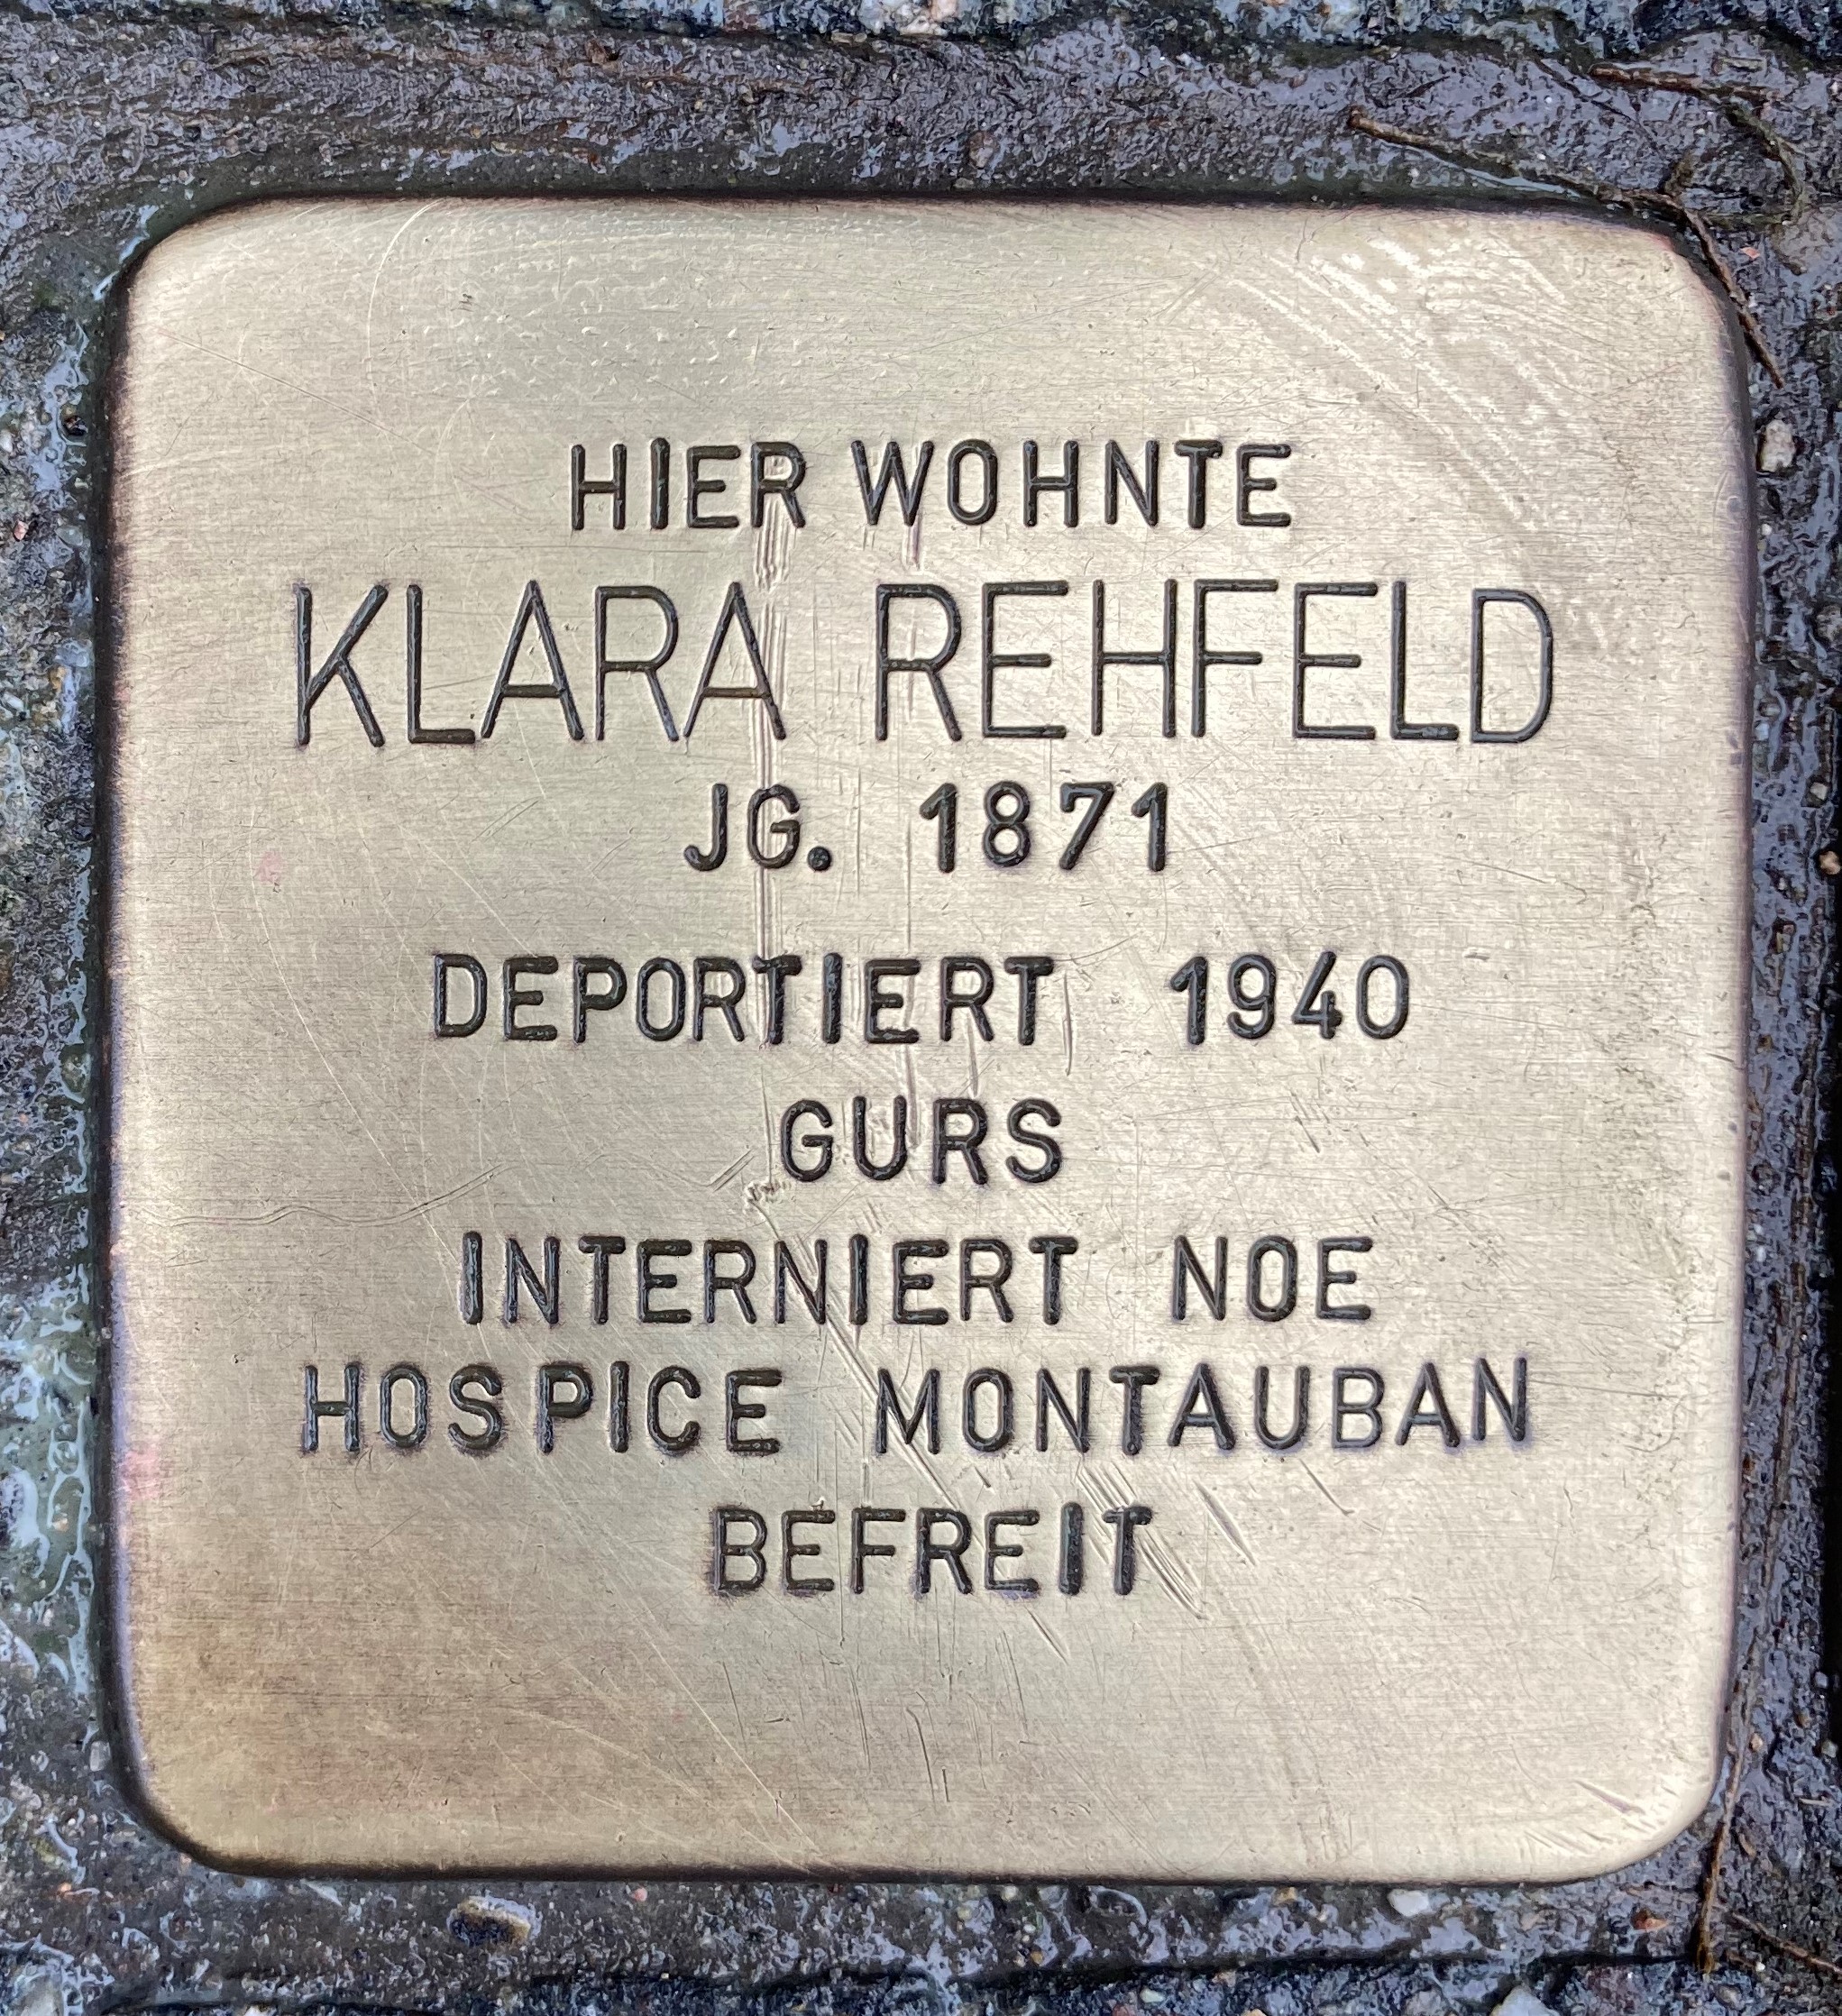 HIER WOHNTE
KLARA REHFELD
JG. 1871
DEPORTIERT 1940
GURS
INTERNIERT NOE
HOSPICE MONTAUBAN
BEFREIT